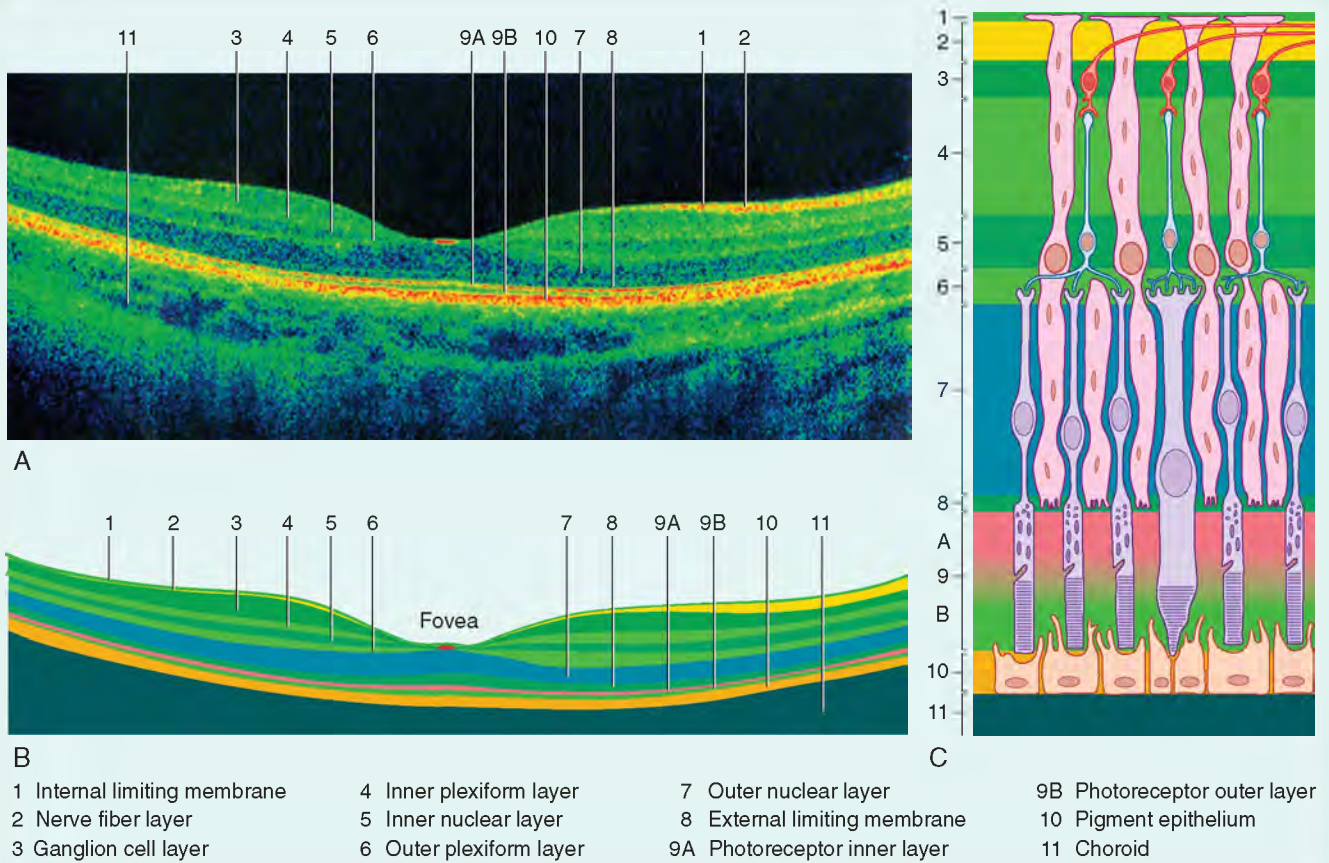 11 3 4 5 6 9A 9B 10 7 8 1 2
A
1 2 3 4 5 6 7 8 9A 9B 10 11
Fovea
B
1
2
3
4
5
6
7
8
A
9
B
10
11
C
1 Internal limiting membrane
2 Nerve fiber layer
3 Ganglion cell layer
4 Inner plexiform layer
5 Inner nuclear layer
6 Outer plexiform layer
7 Outer nuclear layer
8 External limiting membrane
9A Photoreceptor inner layer
9B Photoreceptor outer layer
10 Pigment epithelium
11 Choroid